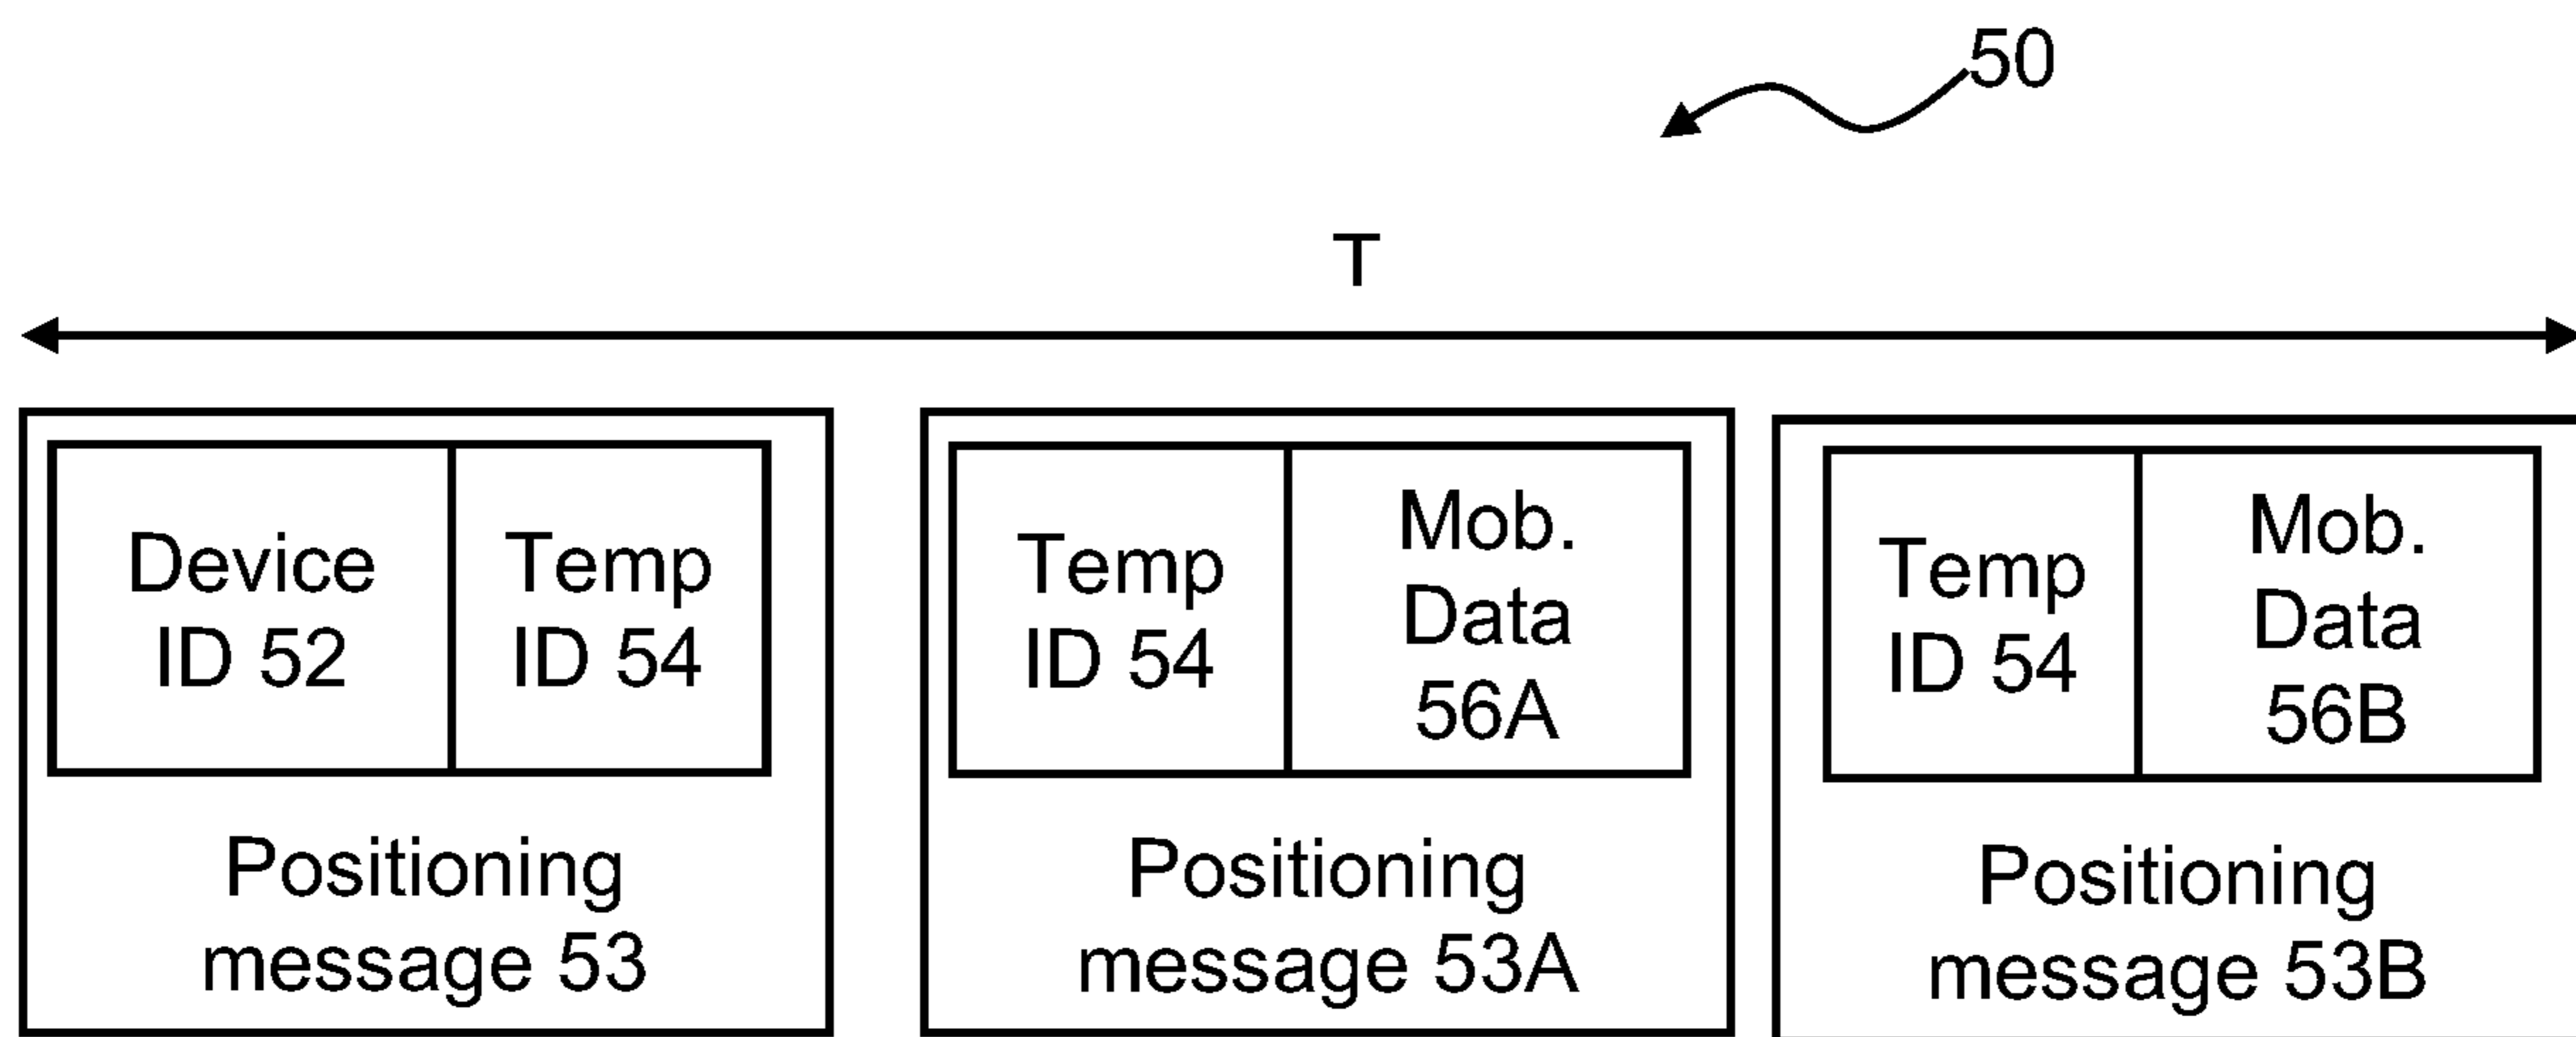 50
T
Device
ID 52
Temp
ID 54
Positioning
message 53
Temp
ID 54
Mob.
Data
56A
Positioning
message 53A
Temp
ID 54
Mob.
Data
56B
Positioning
message 53B